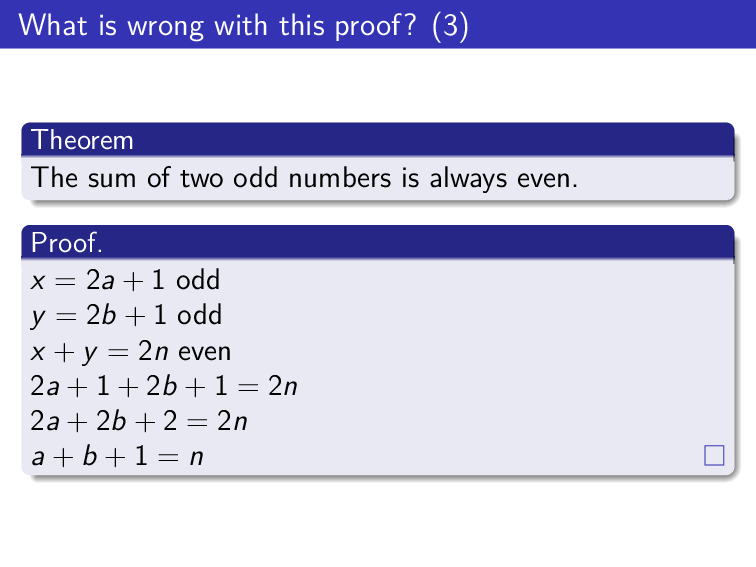 What is wrong with this proof? (3)
Theorem
The sum of two odd numbers is always even.
Proof.
x = 2a + 1 odd
y = 2b + 1 odd
x + y = 2n even
2a + 1 + 2b + 1 = 2n
2a + 2b + 2 = 2n
a + b + 1 = n □